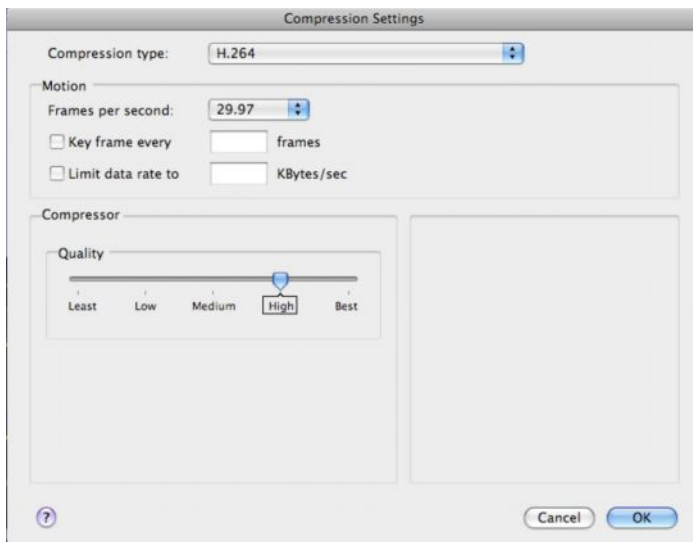 Compression Settings
Compression type: H.264
Motion
Frames per second: 29.97
Key frame every frames
Limit data rate to KBytes/sec
Compressor
Quality
Least Low Medium High Best
? Cancel OK